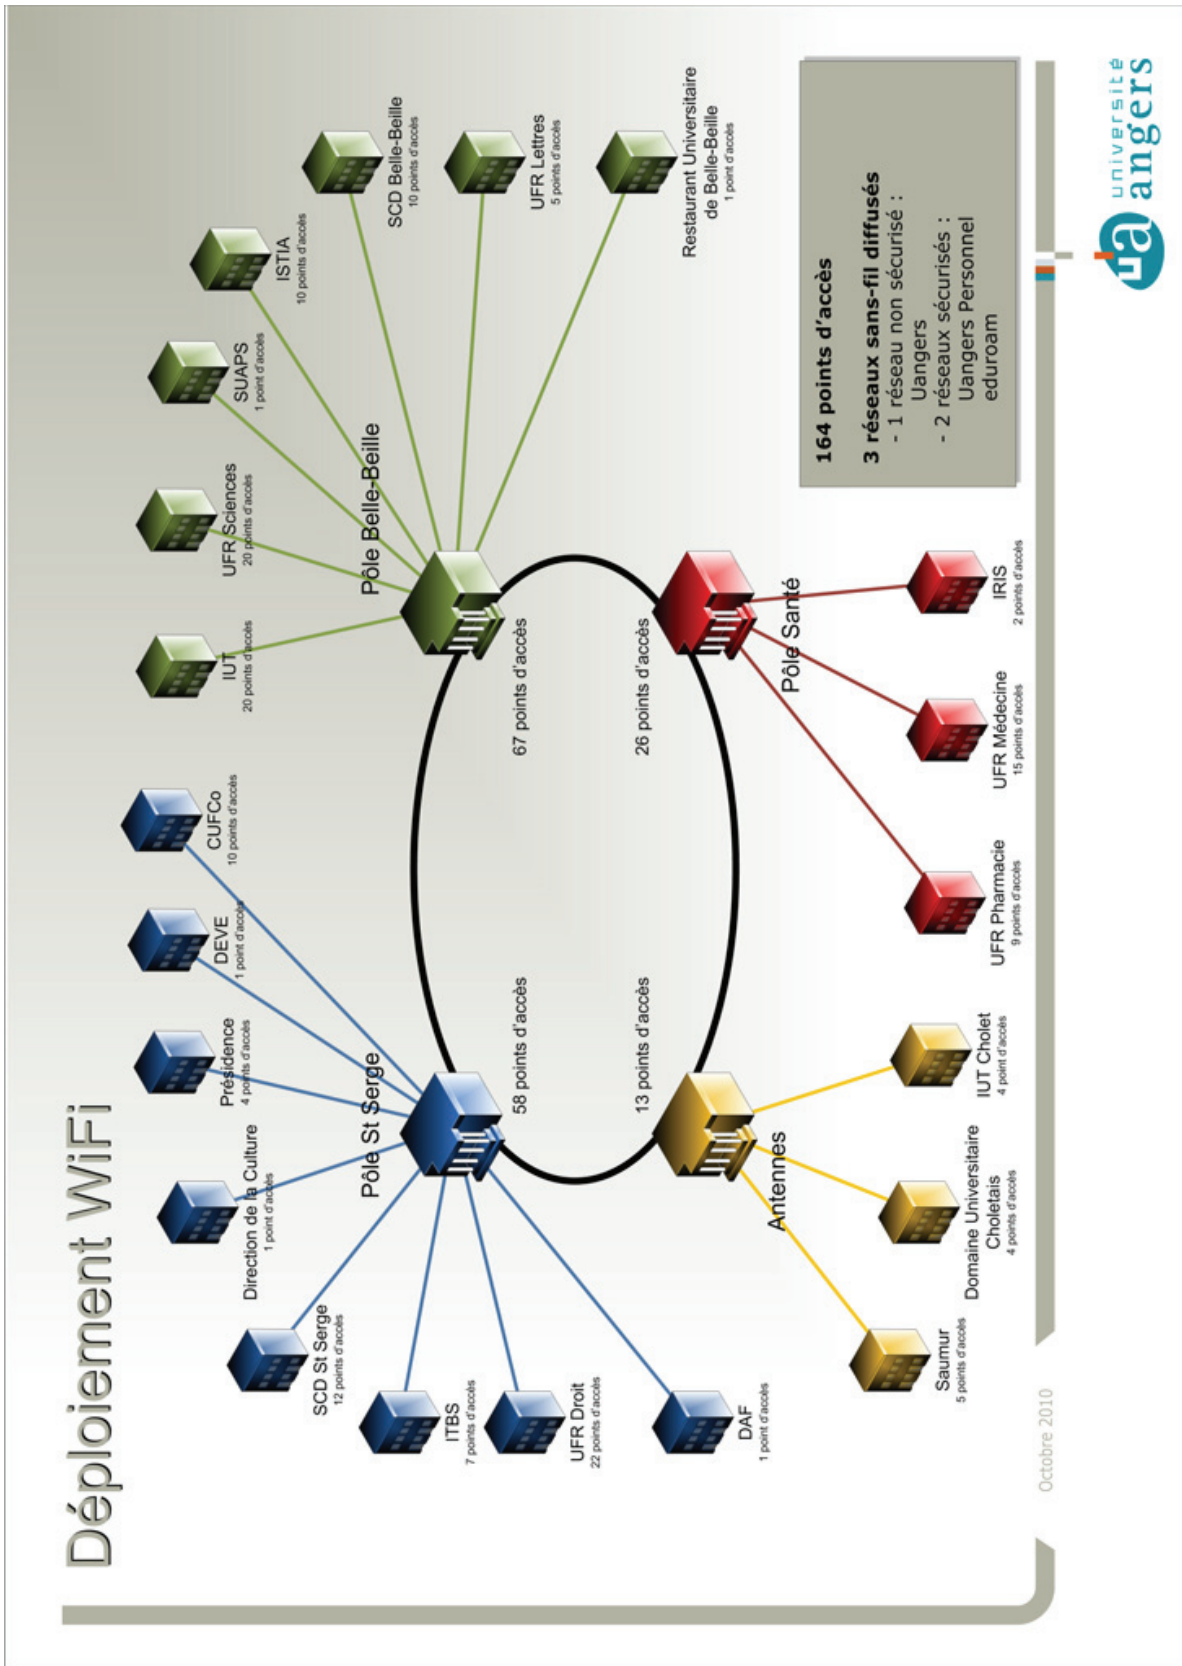 Déploiement WiFi
Pôle St Serge
58 points d'accès
DAF
1 point d'accès
UFR Droit
22 points d'accès
ITBS
7 points d'accès
SCD St Serge
12 points d'accès
Direction de la Culture
1 point d'accès
Présidence
4 points d'accès
DEVE
1 point d'accès
CUFCo
10 points d'accès
Pôle Belle-Beille
67 points d'accès
IUT
20 points d'accès
UFR Sciences
20 points d'accès
SUAPS
1 point d'accès
ISTIA
10 points d'accès
SCD Belle-Beille
10 points d'accès
UFR Lettres
5 points d'accès
Restaurant Universitaire
de Belle-Beille
1 point d'accès
Antennes
13 points d'accès
Saumur
5 points d'accès
Domaine Universitaire
Choletais
4 points d'accès
IUT Cholet
4 point d'accès
Pôle Santé
26 points d'accès
UFR Pharmacie
9 points d'accès
UFR Médecine
15 points d'accès
IRIS
2 points d'accès
164 points d'accès
3 réseaux sans-fil diffusés
- 1 réseau non sécurisé :
Uangers
- 2 réseaux sécurisés :
Uangers Personnel
eduroam
Octobre 2010
ua
université
angers